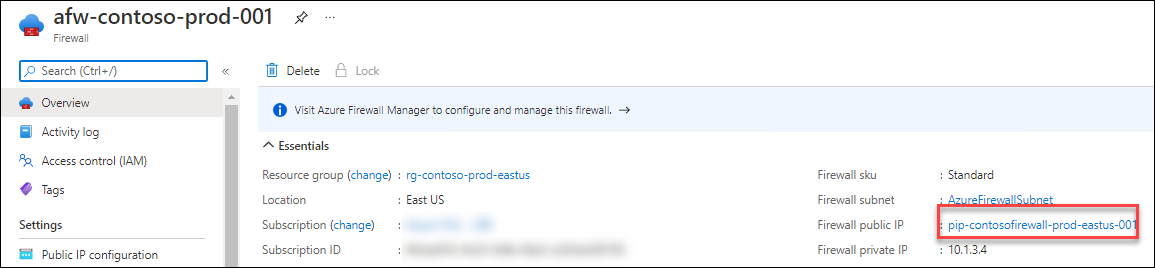 afw-contoso-prod-001 ...
Firewall
Search (Ctrl+/) «
Delete Lock
Overview
Visit Azure Firewall Manager to configure and manage this firewall. →
Activity log
Essentials
Access control (IAM)
Resource group (change) : rg-contoso-prod-eastus Firewall sku : Standard
Tags
Location : East US Firewall subnet : AzureFirewallSubnet
Settings
Subscription (change) : Firewall public IP : pip-contosofirewall-prod-eastus-001
Public IP configuration
Subscription ID : Firewall private IP : 10.1.3.4